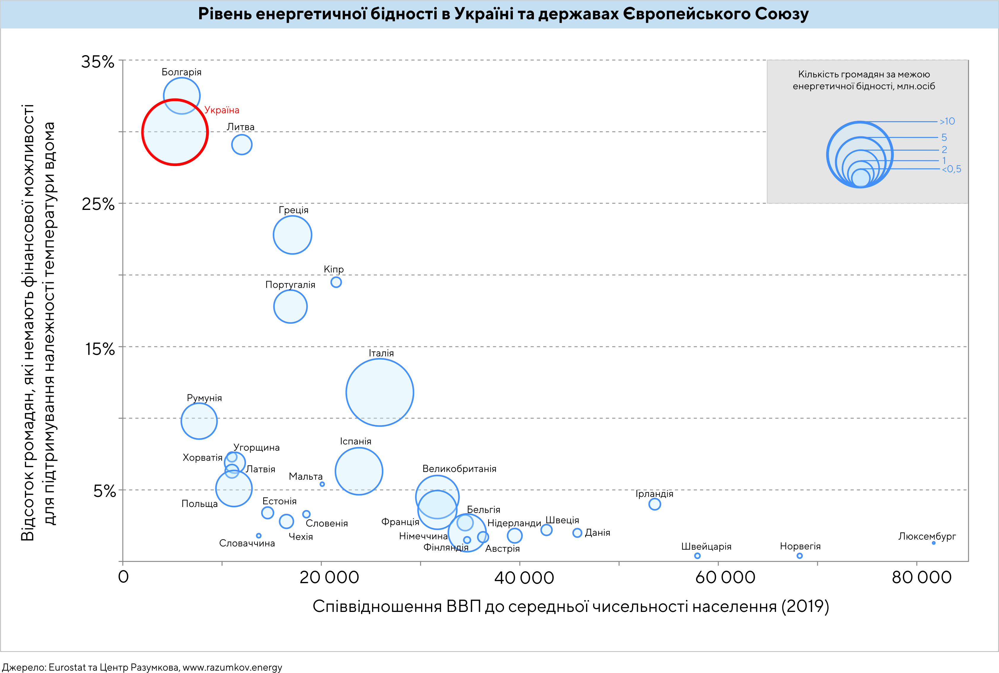 Рівень енергетичної бідності в Україні та державах Європейського Союзу
Відсоток громадян, які немають фінансової можливості
для підтримування належності температури вдома
35%
25%
15%
5%
Кількість громадян за межою
енергетичної бідності, млн.осіб
>10
5
2
1
<0,5
Болгарія
Україна
Литва
Греція
Кіпр
Португалія
Італія
Румунія
Іспанія
Угорщина
Хорватія
Латвія
Мальта
Великобританія
Польща
Естонія
Ірландія
Бельгія
Словенія
Франція
Нідерланди
Швеція
Чехія
Німеччина
Данія
Словаччина
Фінляндія
Австрія
Швейцарія
Норвегія
Люксембург
0
20 000
40 000
60 000
80 000
Співвідношення ВВП до середньої чисельності населення (2019)
Джерело: Eurostat та Центр Разумкова, www.razumkov.energy